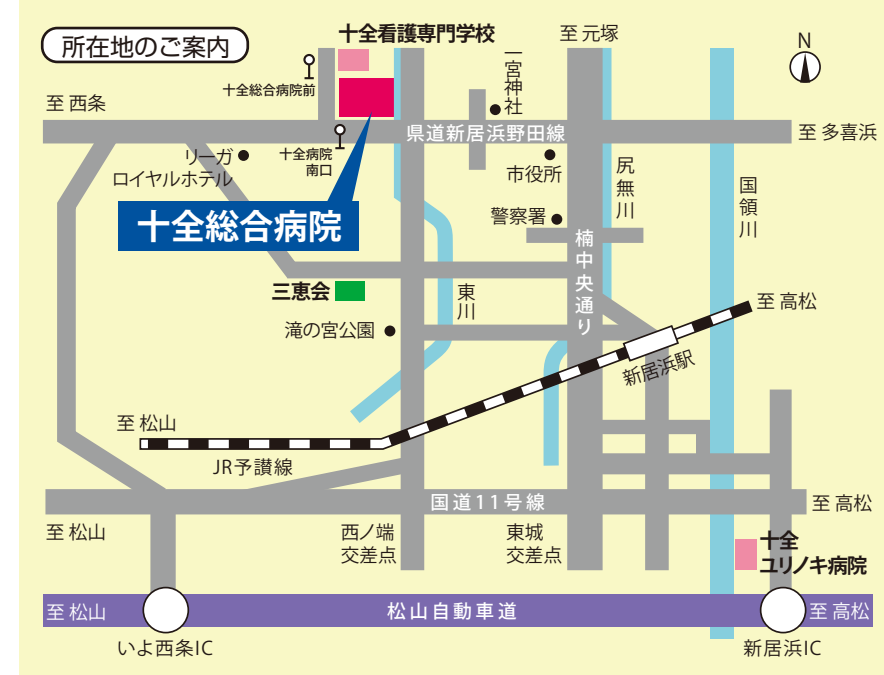 所在地のご案内
十全看護専門学校
至 元塚
N
十全総合病院前
一宮神社
至 西条
県道新居浜野田線
至 多喜浜
リーガ
ロイヤルホテル
十全病院
南口
市役所
尻無川
国領川
十全総合病院
警察署
楠中央通り
三恵会
東川
至 高松
滝の宮公園
新居浜駅
至 松山
JR予讃線
国道11号線
至 高松
至 松山
西ノ端
交差点
東城
交差点
十全
ユリノキ病院
至 松山
松山自動車道
至 高松
いよ西条IC
新居浜IC